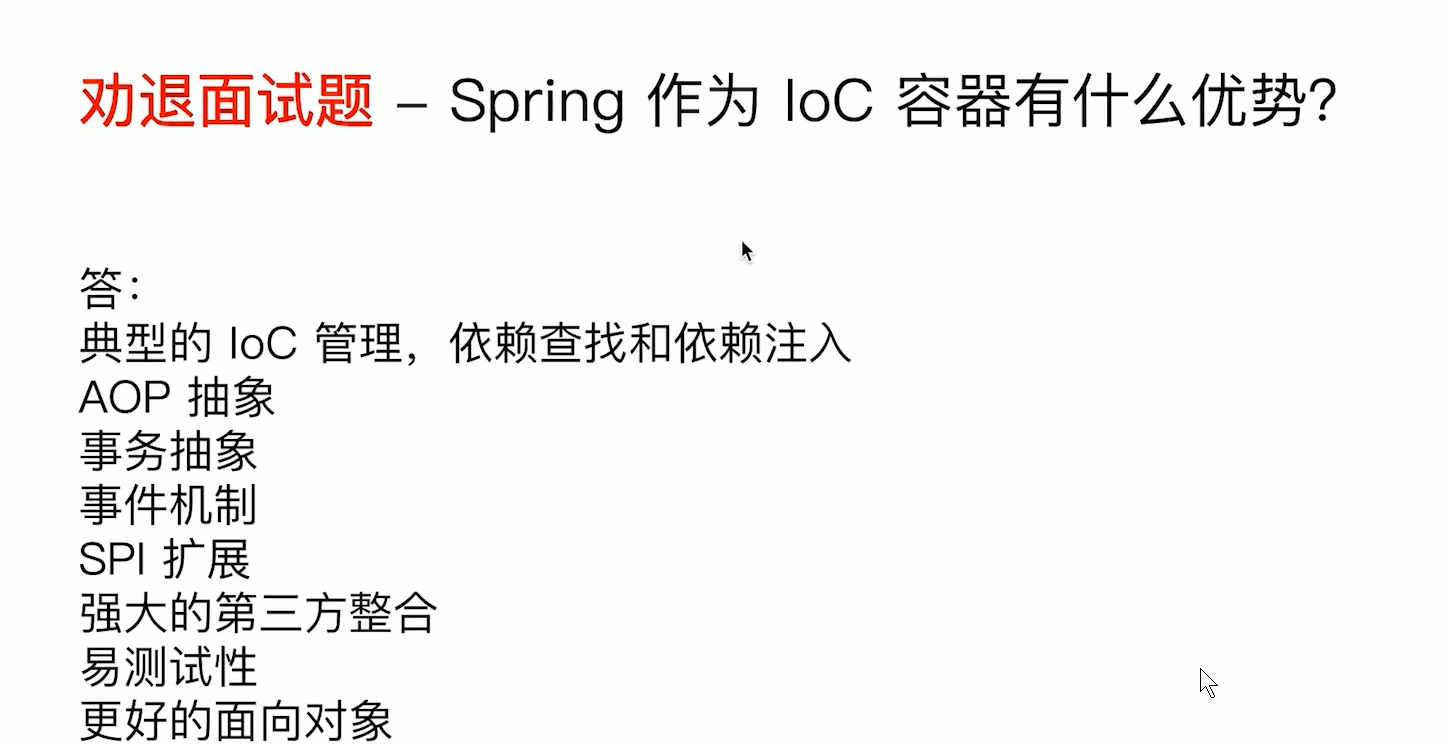 劝退面试题 – Spring 作为 IoC 容器有什么优势？
答：
典型的 IoC 管理，依赖查找和依赖注入
AOP 抽象
事务抽象
事件机制
SPI 扩展
强大的第三方整合
易测试性
更好的面向对象